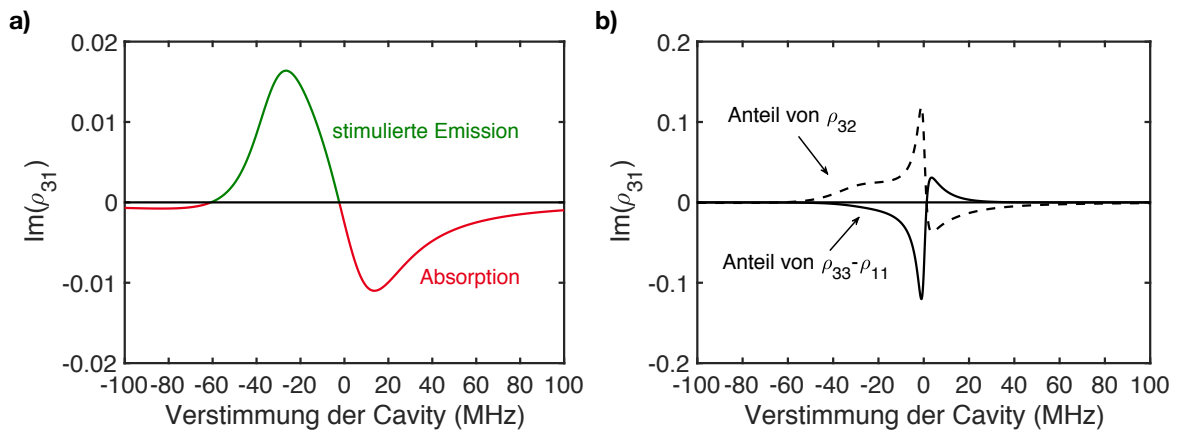 a)
0.02
0.01
0
-0.01
-0.02
Im(ρ31)
stimulierte Emission
Absorption
-100 -80 -60 -40 -20 0 20 40 60 80 100
Verstimmung der Cavity (MHz)
b)
0.2
0.1
0
-0.1
-0.2
Im(ρ31)
Anteil von ρ32
Anteil von ρ33-ρ11
-100 -80 -60 -40 -20 0 20 40 60 80 100
Verstimmung der Cavity (MHz)